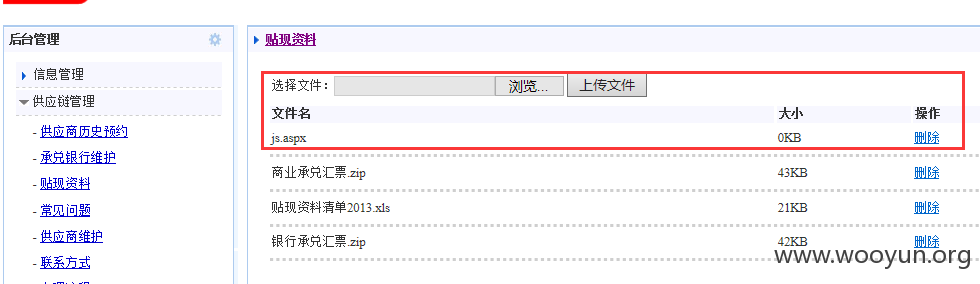 后台管理
信息管理
供应链管理
- 供应商历史预约
- 承兑银行维护
- 贴现资料
- 常见问题
- 供应商维护
- 联系方式
贴现资料
选择文件： 浏览... 上传文件
文件名 大小 操作
js.aspx 0KB 删除
商业承兑汇票.zip 43KB 删除
贴现资料清单2013.xls 21KB 删除
银行承兑汇票.zip 42KB 删除
www.wooyun.org